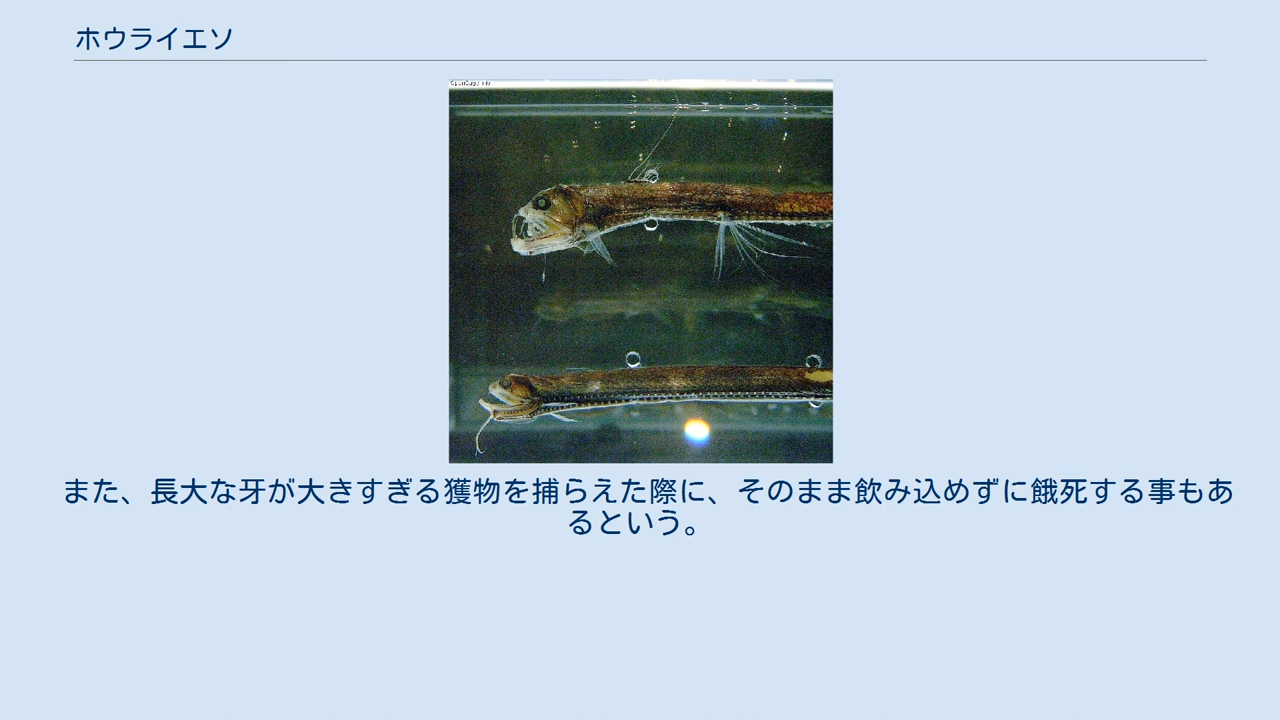 ホウライエソ
また、長大な牙が大きすぎる獲物を捕らえた際に、そのまま飲み込めずに餓死する事もあ
るという。